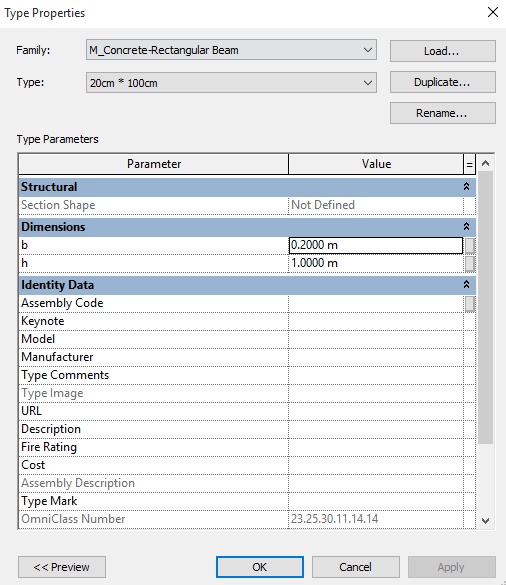 Type Properties
Family: M_Concrete-Rectangular Beam Load...
Type: 20cm * 100cm Duplicate...
Rename...
Type Parameters
Parameter Value =
Structural
Section Shape Not Defined
Dimensions
b 0.2000 m
h 1.0000 m
Identity Data
Assembly Code
Keynote
Model
Manufacturer
Type Comments
Type Image
URL
Description
Fire Rating
Cost
Assembly Description
Type Mark
OmniClass Number 23.25.30.11.14.14
<< Preview OK Cancel Apply